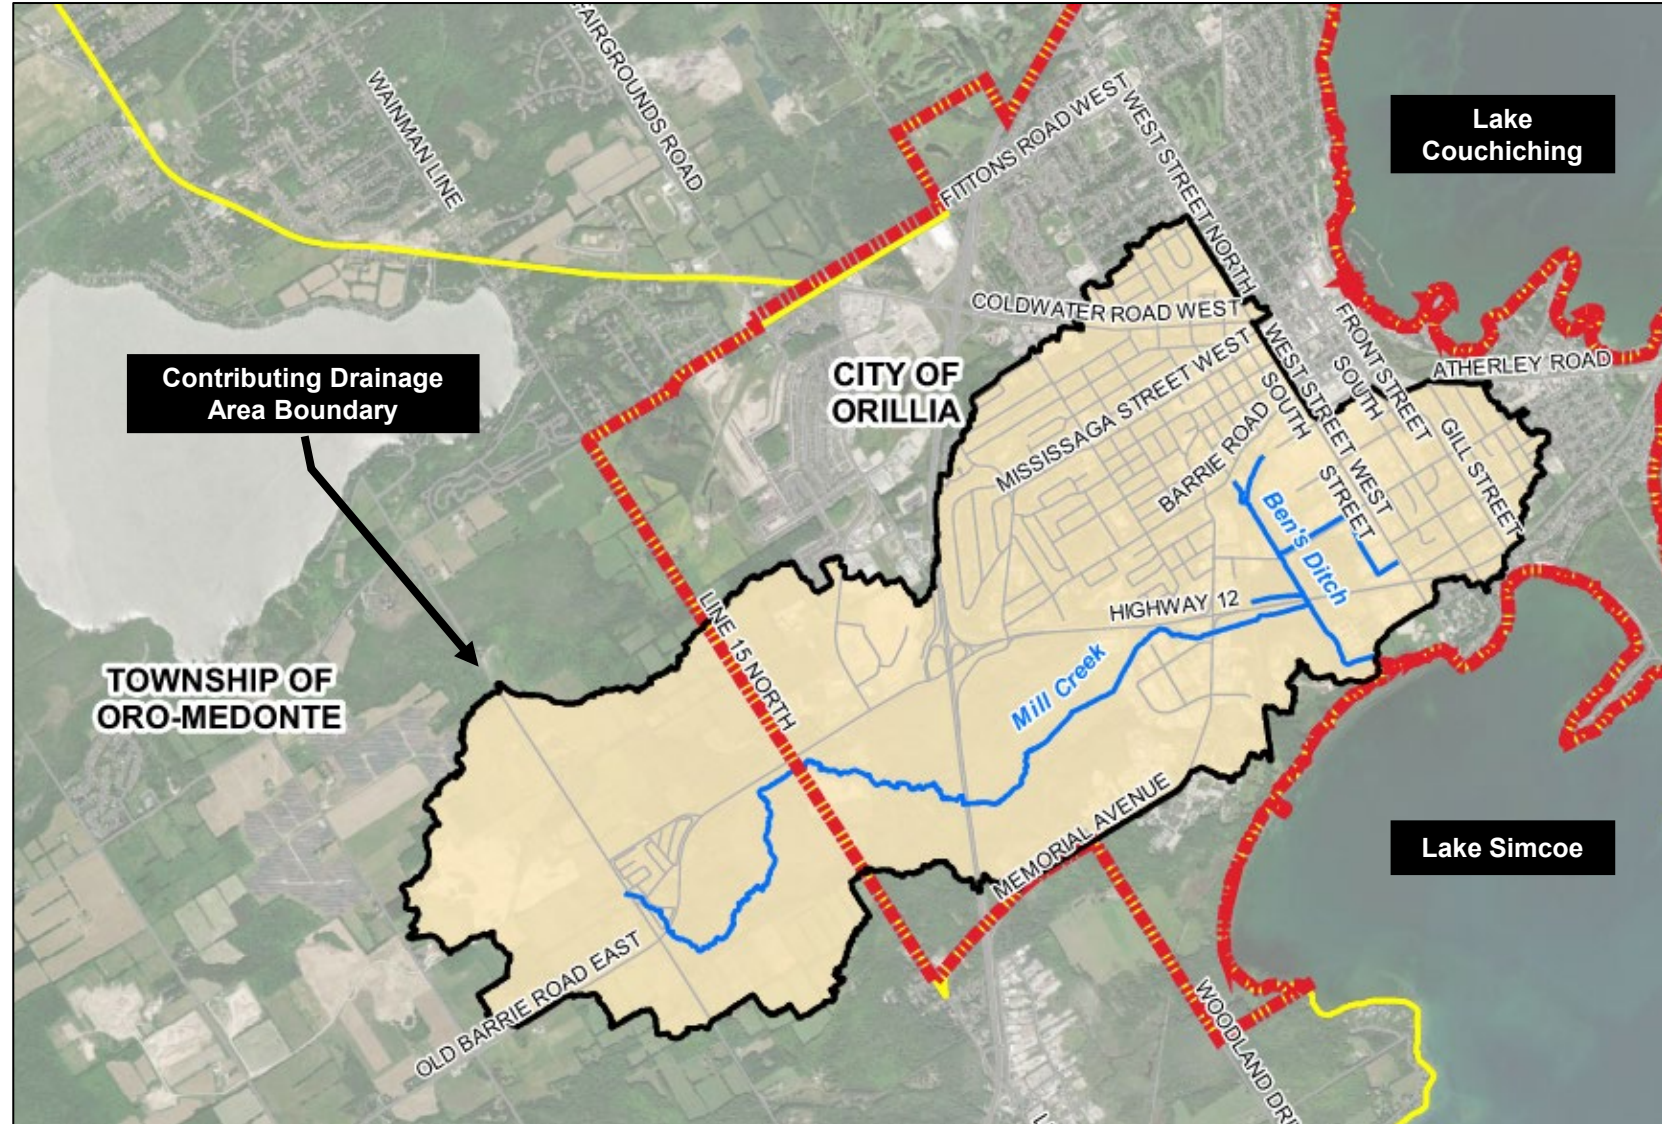 FAIRGROUNDS ROAD
WAINMAN LINE
FITTONS ROAD WEST
WEST STREET NORTH
Lake
Couchiching
COLDWATER ROAD WEST
FRONT STREET
SOUTH
ATHERLEY ROAD
Contributing Drainage
Area Boundary
CITY OF
ORILLIA
MISSISSAGA STREET WEST
WEST STREET
SOUTH
BARRIE ROAD
WEST
STREET
GILL STREET
Ben's Ditch
HIGHWAY 12
LINE 15 NORTH
Mill Creek
TOWNSHIP OF
ORO-MEDONTE
MEMORIAL AVENUE
Lake Simcoe
OLD BARRIE ROAD EAST
WOODLAND DRI